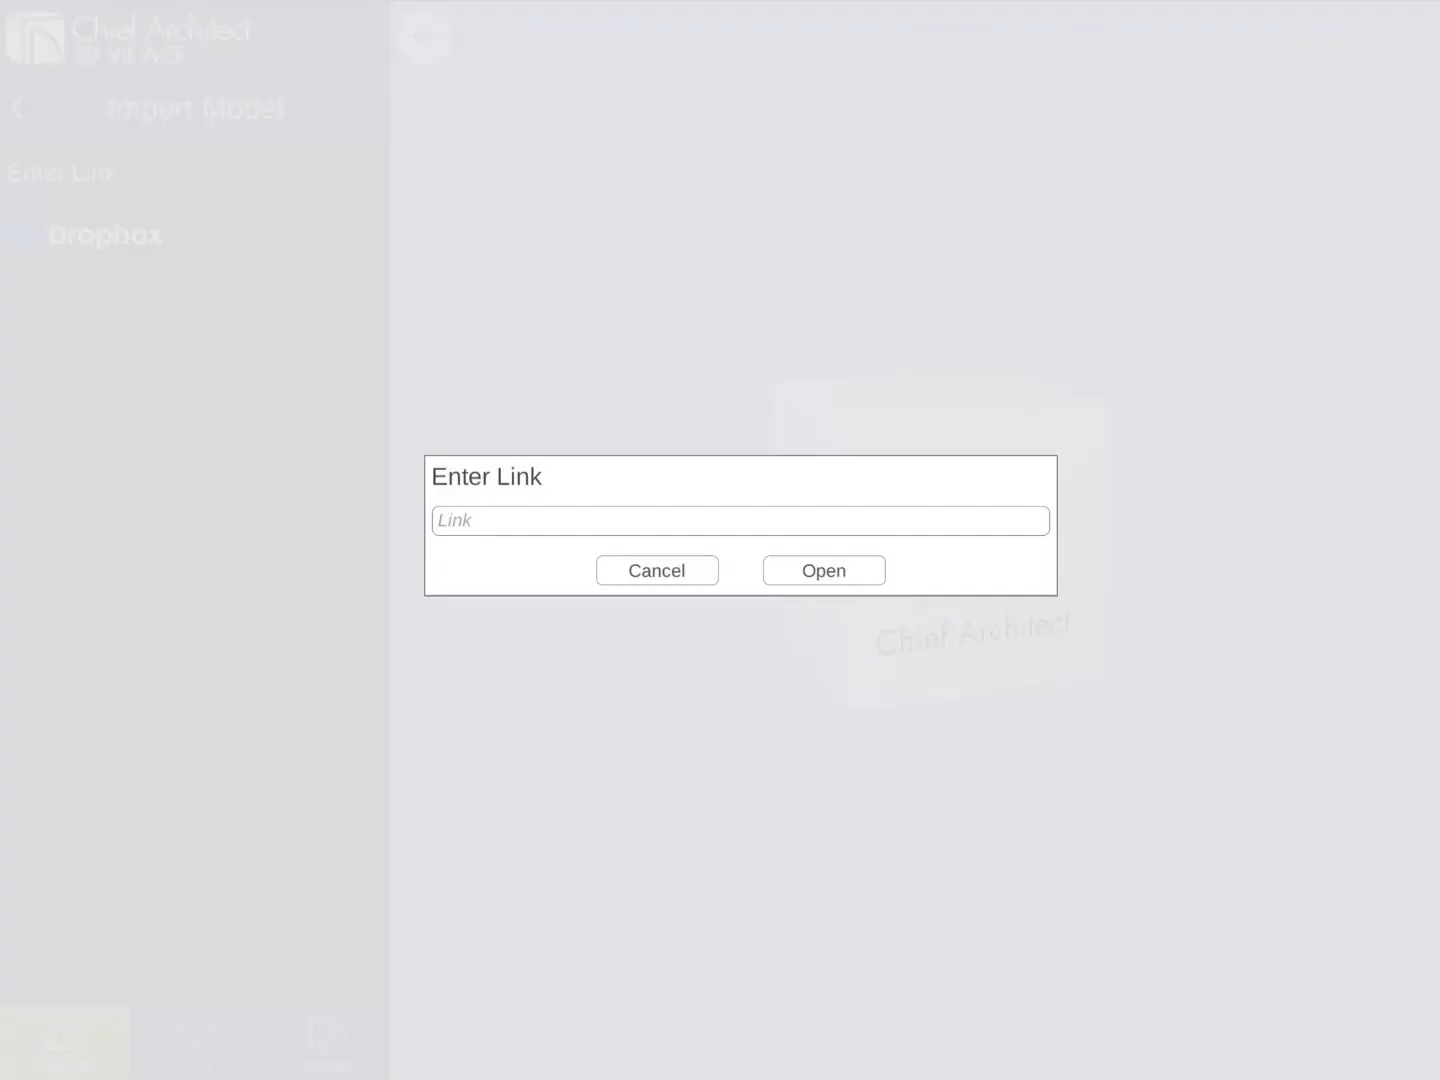 Chief Architect
3D VIEWER
Import Model
Enter Link
Dropbox
Enter Link
Link
Cancel
Open
Chief Architect